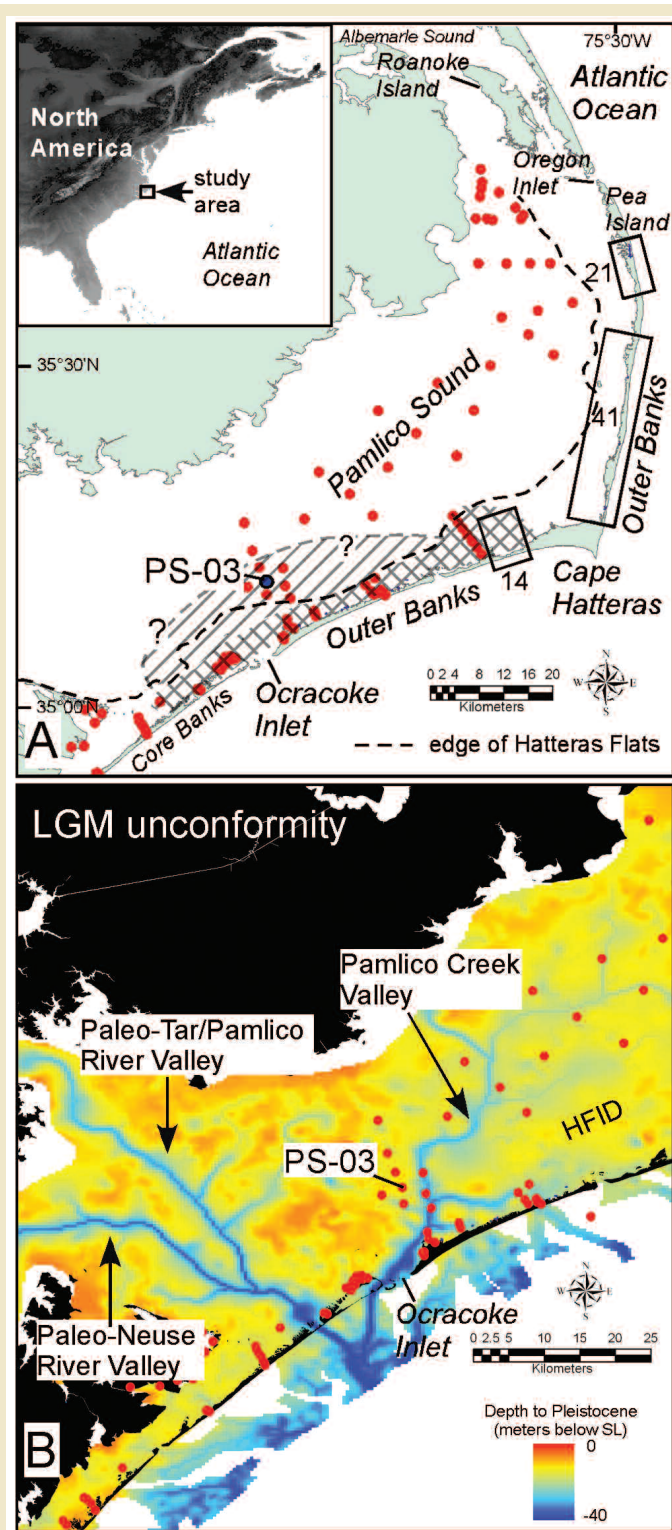 Albemarle Sound
Roanoke
Island
75°30'W
Atlantic
Ocean
North
America
study
area
Atlantic
Ocean
Oregon
Inlet
Pea
Island
21
35°30'N
Pamlico Sound
41
Outer Banks
?
PS-03
?
14
Cape
Hatteras
Outer Banks
Ocracoke
Inlet
35°00'N
Core Banks
0 2 4 6 8 12 16 20
Kilometers
N
W E
S
A
edge of Hatteras Flats
LGM unconformity
Pamlico Creek
Valley
Paleo-Tar/Pamlico
River Valley
HFID
PS-03
Paleo-Neuse
River Valley
Ocracoke
Inlet
N
W E
S
0 2.5 5 10 15 20 25
Kilometers
B
Depth to Pleistocene
(meters below SL)
0
-40